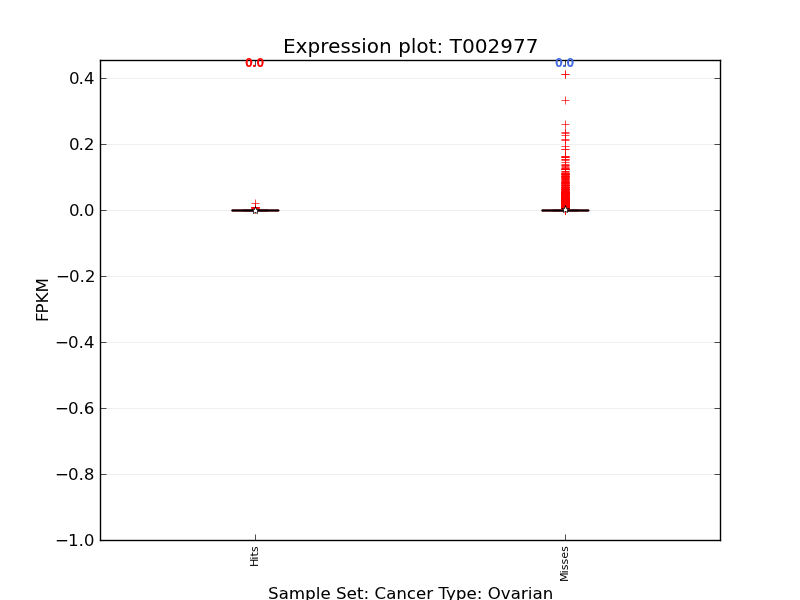 Expression plot: T002977
0.0
0.0
0.4
0.2
0.0
−0.2
−0.4
−0.6
−0.8
−1.0
FPKM
Hits
Misses
Sample Set: Cancer Type: Ovarian